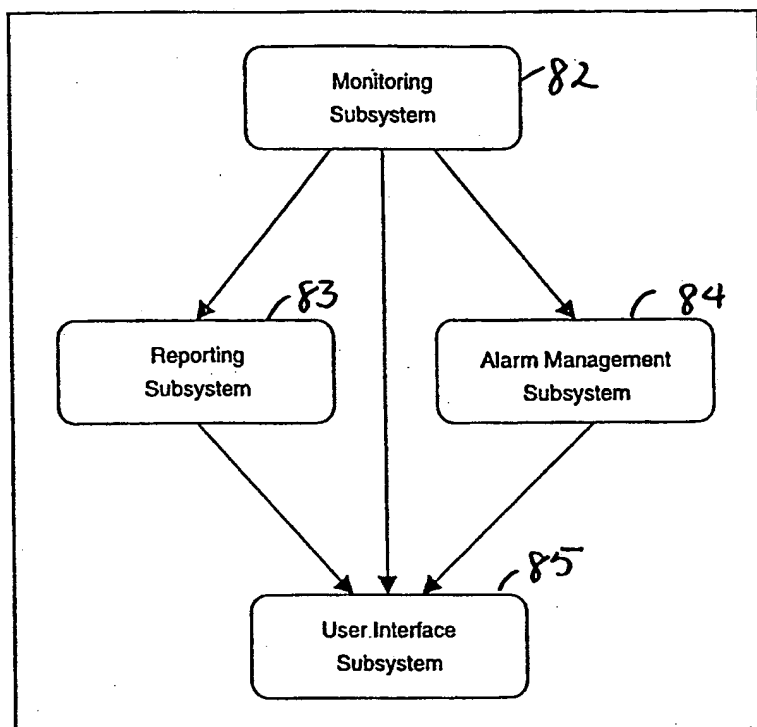 Monitoring
Subsystem
82
83
84
Reporting
Subsystem
Alarm Management
Subsystem
85
User Interface
Subsystem